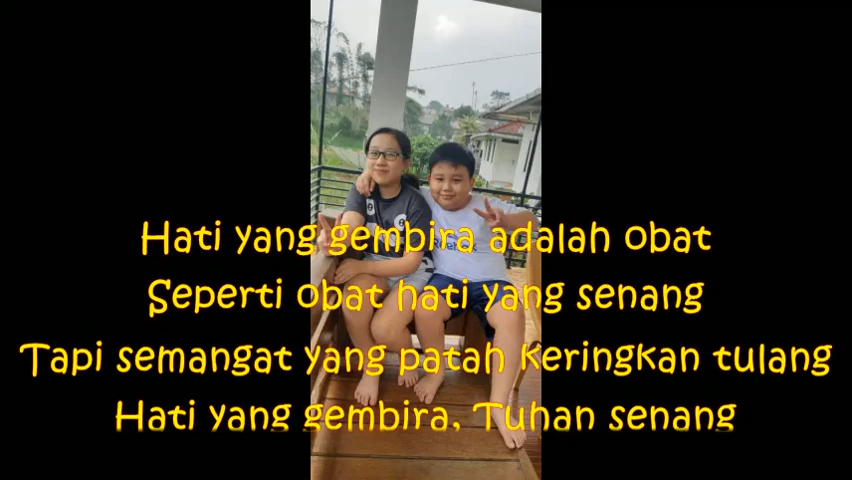 Hati yang gembira adalah obat
Seperti obat hati yang senang
Tapi semangat yang patah keringkan tulang
Hati yang gembira, Tuhan senang